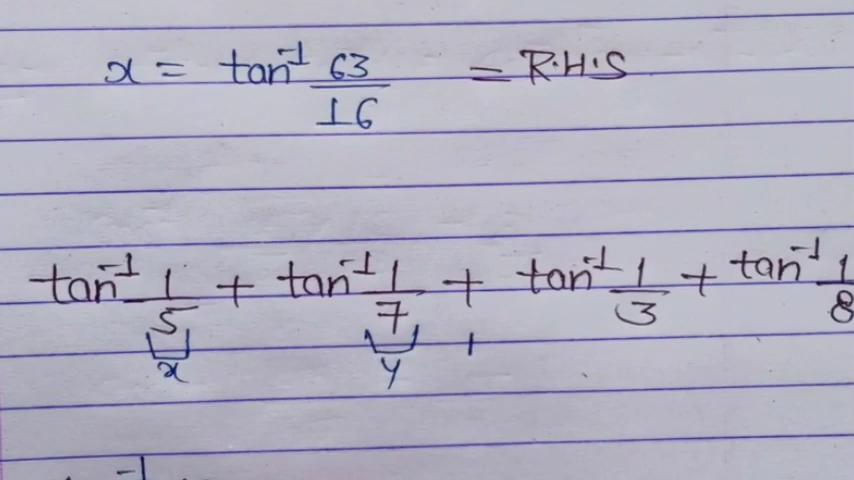 x = tan⁻¹ 63/16 = R.H.S
tan⁻¹ 1/5 + tan⁻¹ 1/7 + tan⁻¹ 1/3 + tan⁻¹ 1/8
x y